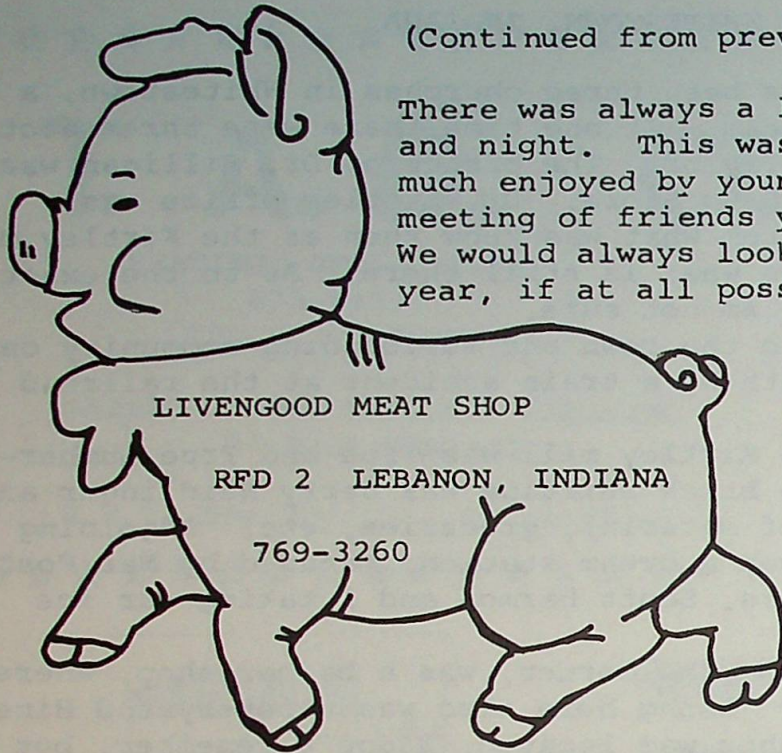 (Continued from prev
There was always a
and night. This was
much enjoyed by your
meeting of friends
We would always look
year, if at all poss
LIVENGOOD MEAT SHOP
RFD 2 LEBANON, INDIANA
769-3260